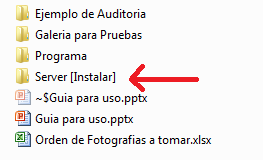 Ejemplo de Auditoria
Galeria para Pruebas
Programa
Server [Instalar]
~$Guia para uso.pptx
Guia para uso.pptx
Orden de Fotografias a tomar.xlsx